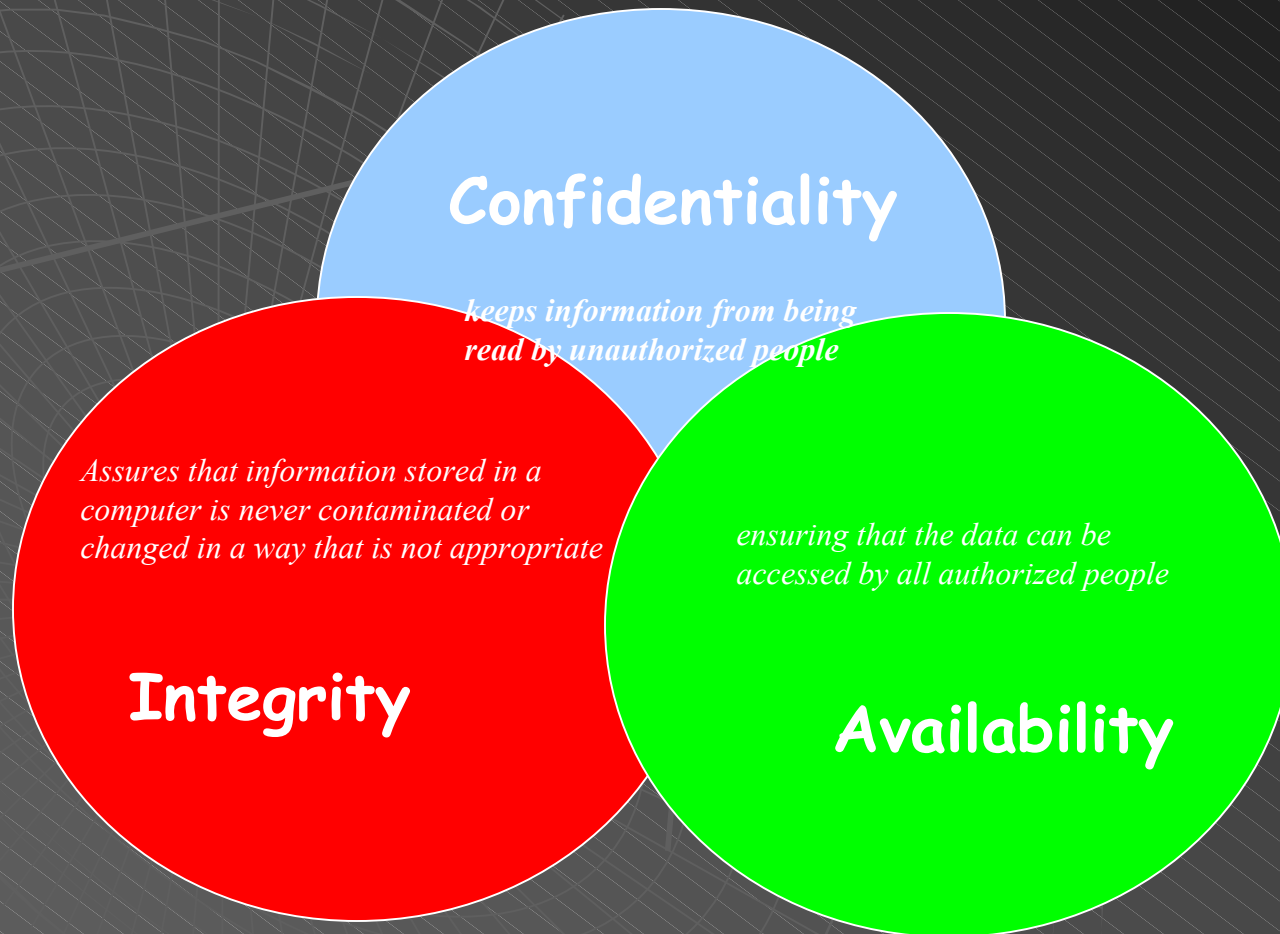 Confidentiality
keeps information from being
read by unauthorized people
Assures that information stored in a
computer is never contaminated or
changed in a way that is not appropriate
Integrity
ensuring that the data can be
accessed by all authorized people
Availability